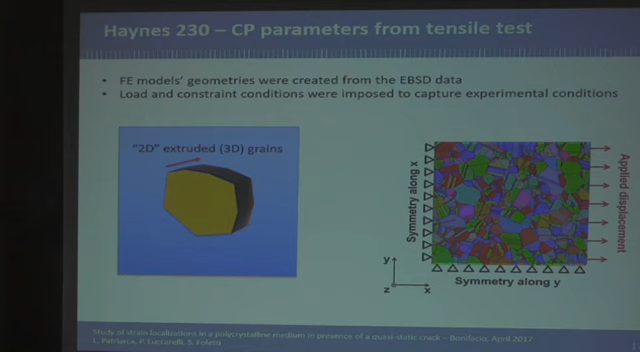 Haynes 230 – CP parameters from tensile test
• FE models' geometries were created from the EBSD data
• Load and constraint conditions were imposed to capture experimental conditions
"2D" extruded (3D) grains
Symmetry along x
Applied displacement
y
z
x
Symmetry along y
Study of strain localizations in a polycrystalline medium in presence of a quasi-static crack – Bonifacio, April 2017
L. Patriarca, P. Luccarelli, S. Foletti
1